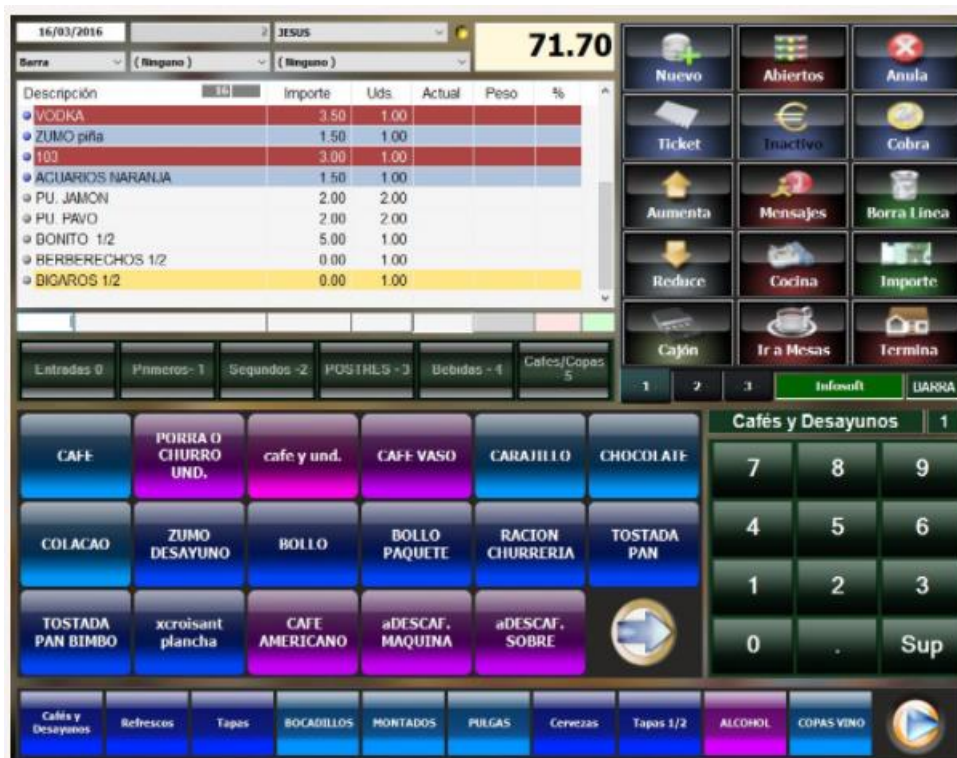 16/03/2016 2 JESUS 71.70
Barra (Ninguno) (Ninguno)
Descripción 16 Importe Uds. Actual Peso %
VODKA 3.50 1.00
ZUMO piña 1.50 1.00
103 3.00 1.00
ACUARIOS NARANJA 1.50 1.00
PU. JAMON 2.00 2.00
PU. PAVO 2.00 2.00
BONITO 1/2 5.00 1.00
BERBERECHOS 1/2 0.00 1.00
BIGAROS 1/2 0.00 1.00
Nuevo Abiertos Anula
Ticket Inactivo Cobra
Aumenta Mensajes Borra Línea
Reduce Cocina Importe
Cajón Ir a Mesas Termina
1 2 3 Infosoft BARRA
Entradas 0 Primeros- 1 Segundos -2 POSTRES - 3 Bebidas - 4 Cafes/Copas
5
Cafés y Desayunos 1
CAFE
PORRA O
CHURRO
UND.
cafe y und.
CAFE VASO
CARAJILLO
CHOCOLATE
COLACAO
ZUMO
DESAYUNO
BOLLO
BOLLO
PAQUETE
RACION
CHURRERIA
TOSTADA
PAN
TOSTADA
PAN BIMBO
xcroisant
plancha
CAFE
AMERICANO
aDESCAF.
MAQUINA
aDESCAF.
SOBRE
7 8 9
4 5 6
1 2 3
0 . Sup
Cafés y
Desayunos
Refrescos
Tapas
BOCADILLOS
MONTADOS
PULGAS
Cervezas
Tapas 1/2
ALCOHOL
COPAS VINO